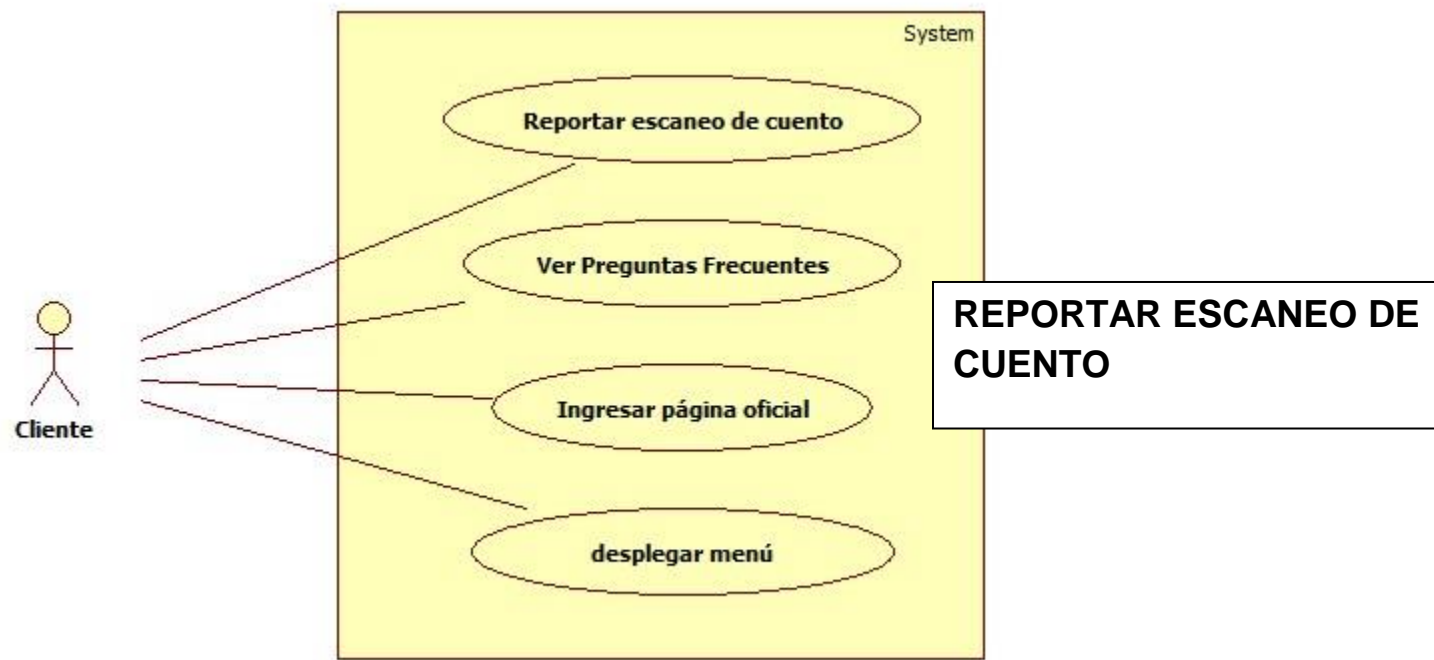 System
Reportar escaneo de cuento
Ver Preguntas Frecuentes
REPORTAR ESCANEO DE
CUENTO
Ingresar página oficial
Cliente
desplegar menú